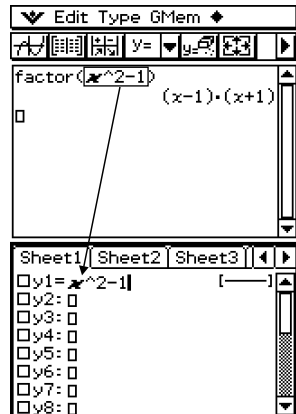 Edit Type GMem
y= y=
factor(x^2-1)
(x-1)·(x+1)
Sheet1 Sheet2 Sheet3
y1=x^2-1 [—]
y2:
y3:
y4:
y5:
y6:
y7:
y8: